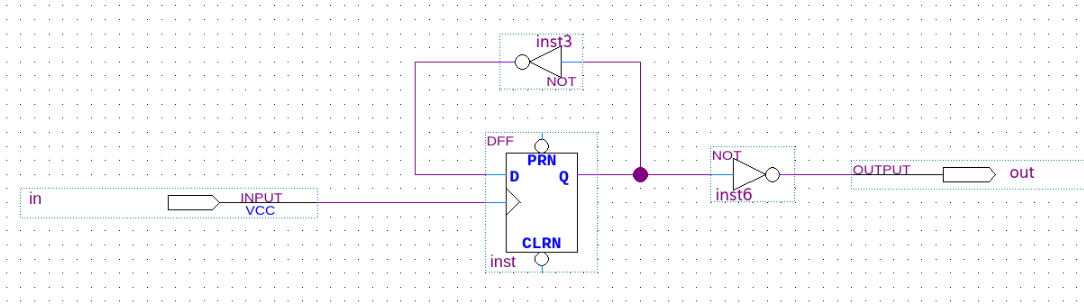 inst3
NOT
DFF
PRN
D
Q
CLRN
inst
in
INPUT
VCC
NOT
inst6
OUTPUT
out